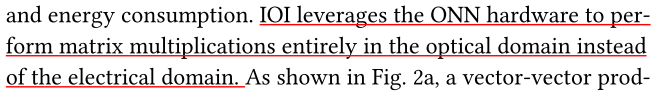 and energy consumption. IOI leverages the ONN hardware to per-
form matrix multiplications entirely in the optical domain instead
of the electrical domain. As shown in Fig. 2a, a vector-vector prod-